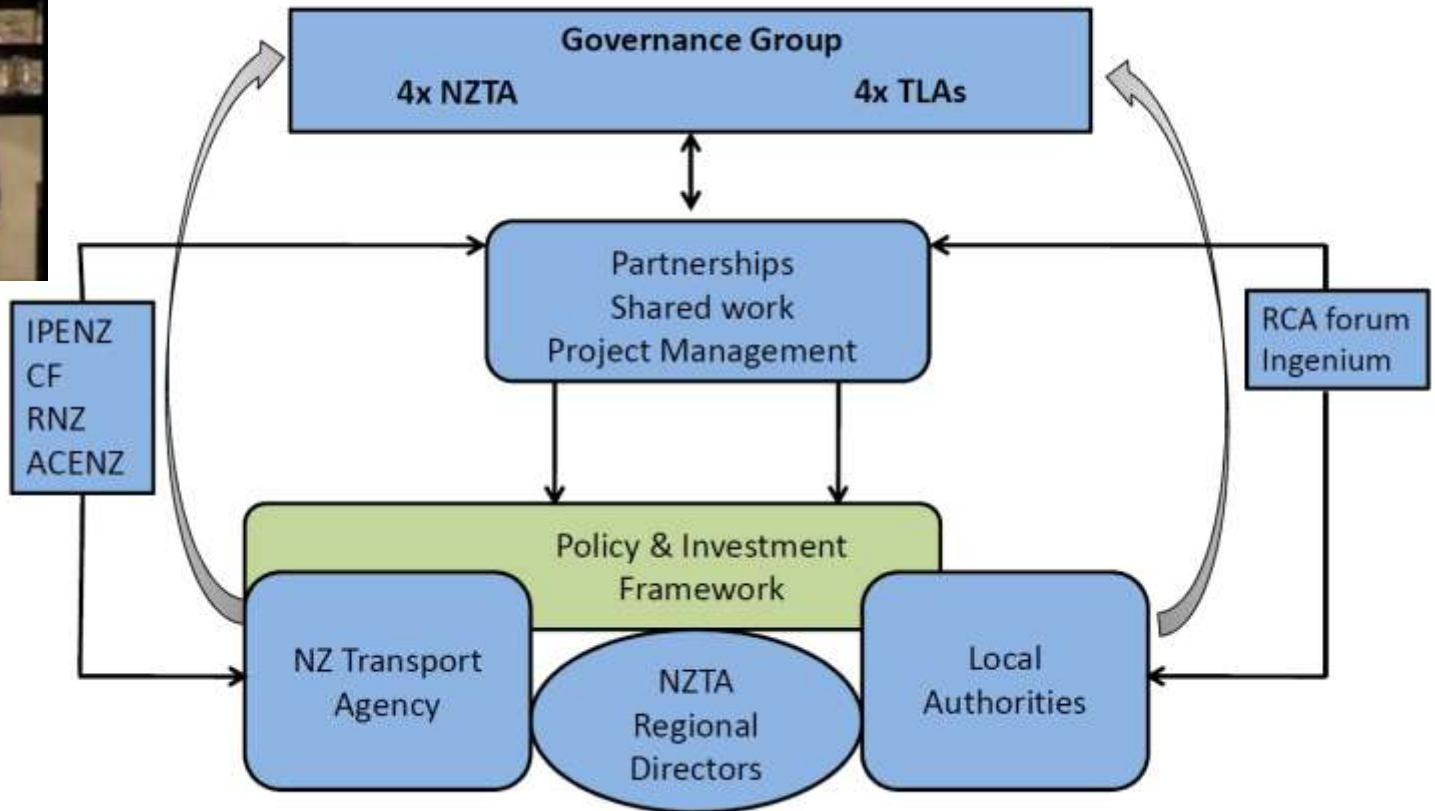 Governance Group
4x NZTA 4x TLAs
Partnerships
Shared work
Project Management
IPENZ
CF
RNZ
ACENZ
RCA forum
Ingenium
Policy & Investment
Framework
NZ Transport
Agency
NZTA
Regional
Directors
Local
Authorities